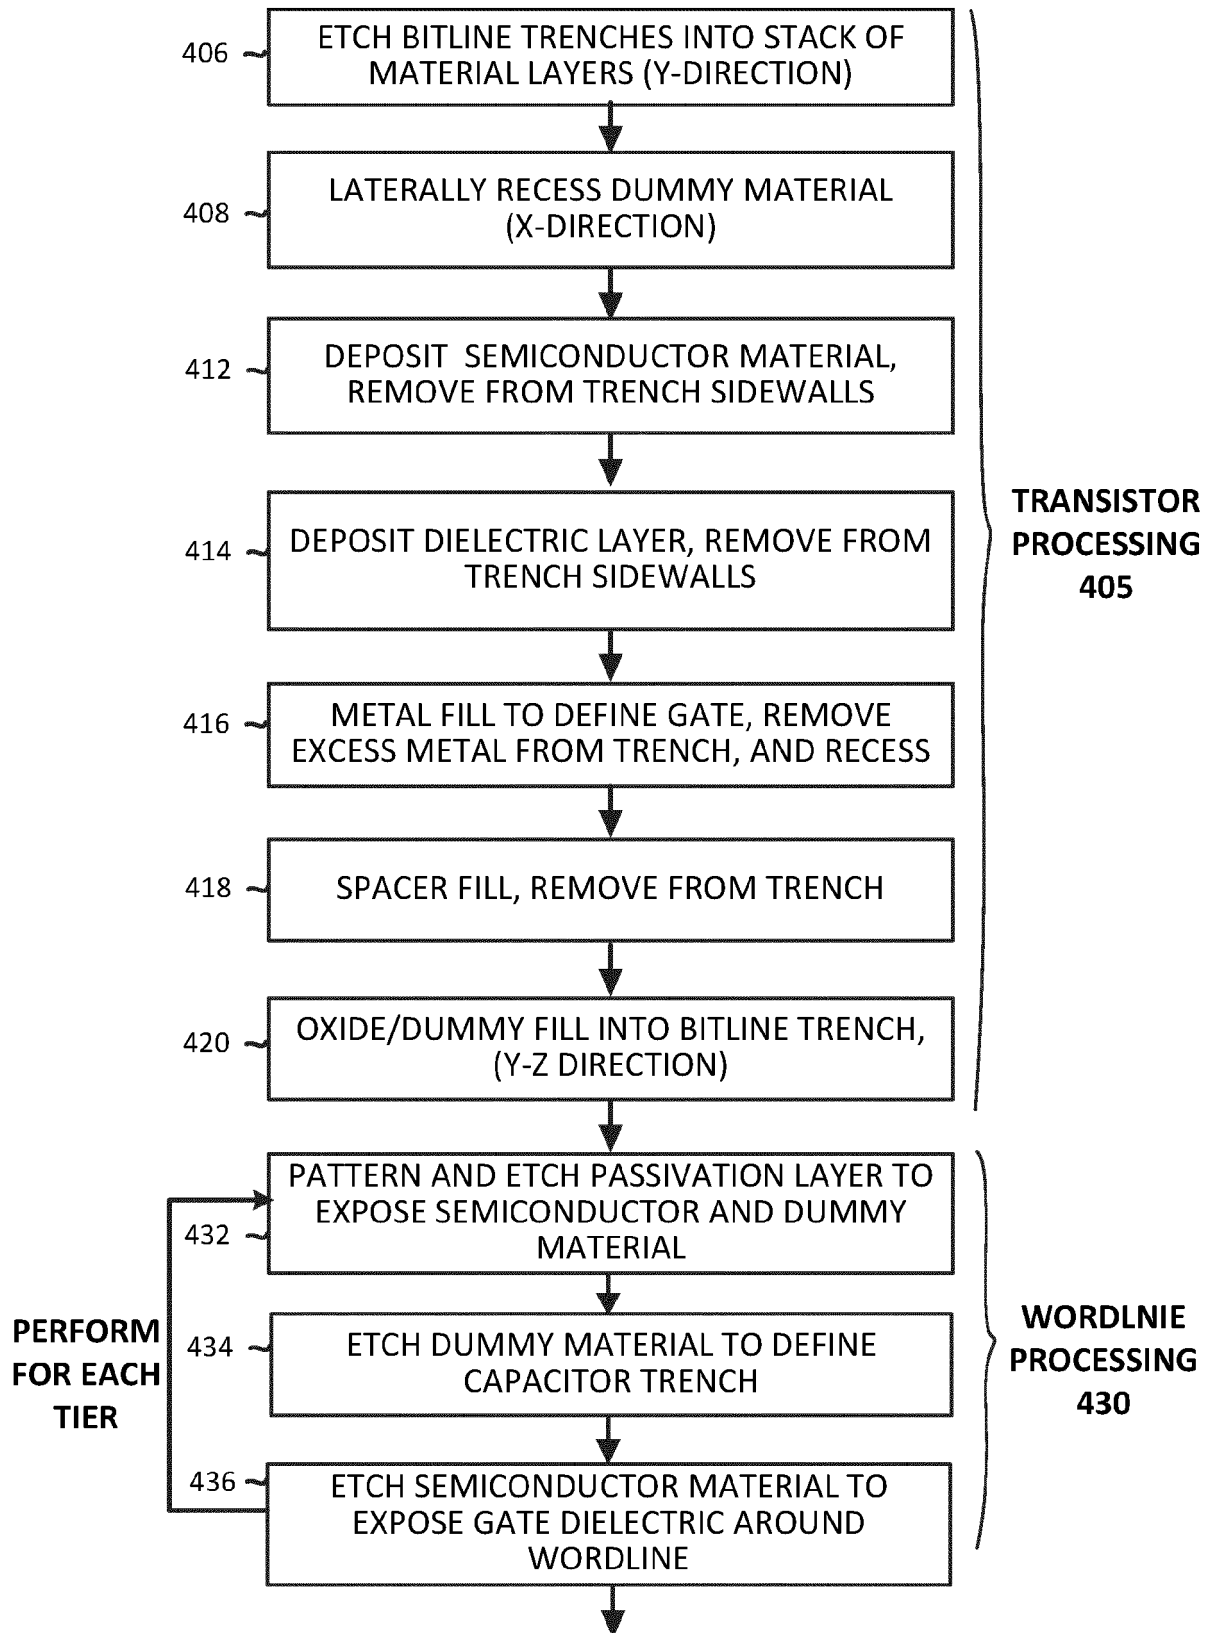 406
ETCH BITLINE TRENCHES INTO STACK OF
MATERIAL LAYERS (Y-DIRECTION)
408
LATERALLY RECESS DUMMY MATERIAL
(X-DIRECTION)
412
DEPOSIT SEMICONDUCTOR MATERIAL,
REMOVE FROM TRENCH SIDEWALLS
414
DEPOSIT DIELECTRIC LAYER, REMOVE FROM
TRENCH SIDEWALLS
TRANSISTOR
PROCESSING
405
416
METAL FILL TO DEFINE GATE, REMOVE
EXCESS METAL FROM TRENCH, AND RECESS
418
SPACER FILL, REMOVE FROM TRENCH
420
OXIDE/DUMMY FILL INTO BITLINE TRENCH,
(Y-Z DIRECTION)
432
PATTERN AND ETCH PASSIVATION LAYER TO
EXPOSE SEMICONDUCTOR AND DUMMY
MATERIAL
PERFORM
FOR EACH
TIER
434
ETCH DUMMY MATERIAL TO DEFINE
CAPACITOR TRENCH
WORDLNIE
PROCESSING
430
436
ETCH SEMICONDUCTOR MATERIAL TO
EXPOSE GATE DIELECTRIC AROUND
WORDLINE